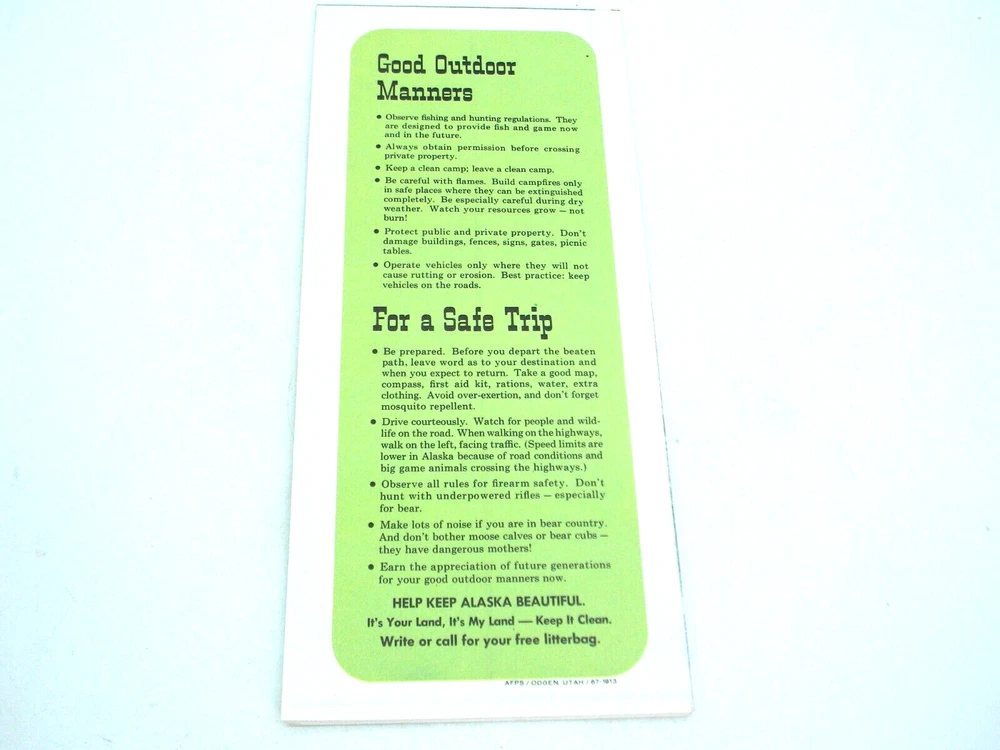 Good Outdoor
Manners
• Observe fishing and hunting regulations. They
are designed to provide fish and game now
and in the future.
• Always obtain permission before crossing
private property.
• Keep a clean camp; leave a clean camp.
• Be careful with flames. Build campfires only
in safe places where they can be extinguished
completely. Be especially careful during dry
weather. Watch your resources grow — not
burn!
• Protect public and private property. Don't
damage buildings, fences, signs, gates, picnic
tables.
• Operate vehicles only where they will not
cause rutting or erosion. Best practice: keep
vehicles on the roads.
For a Safe Trip
• Be prepared. Before you depart the beaten
path, leave word as to your destination and
when you expect to return. Take a good map,
compass, first aid kit, rations, water, extra
clothing. Avoid over-exertion, and don't forget
mosquito repellent.
• Drive courteously. Watch for people and wild-
life on the road. When walking on the highways,
walk on the left, facing traffic. (Speed limits are
lower in Alaska because of road conditions and
big game animals crossing the highways.)
• Observe all rules for firearm safety. Don't
hunt with underpowered rifles — especially
for bear.
• Make lots of noise if you are in bear country.
And don't bother moose calves or bear cubs —
they have dangerous mothers!
• Earn the appreciation of future generations
for your good outdoor manners now.
HELP KEEP ALASKA BEAUTIFUL.
It's Your Land, It's My Land — Keep It Clean.
Write or call for your free litterbag.
AFPS / OGDEN, UTAH /